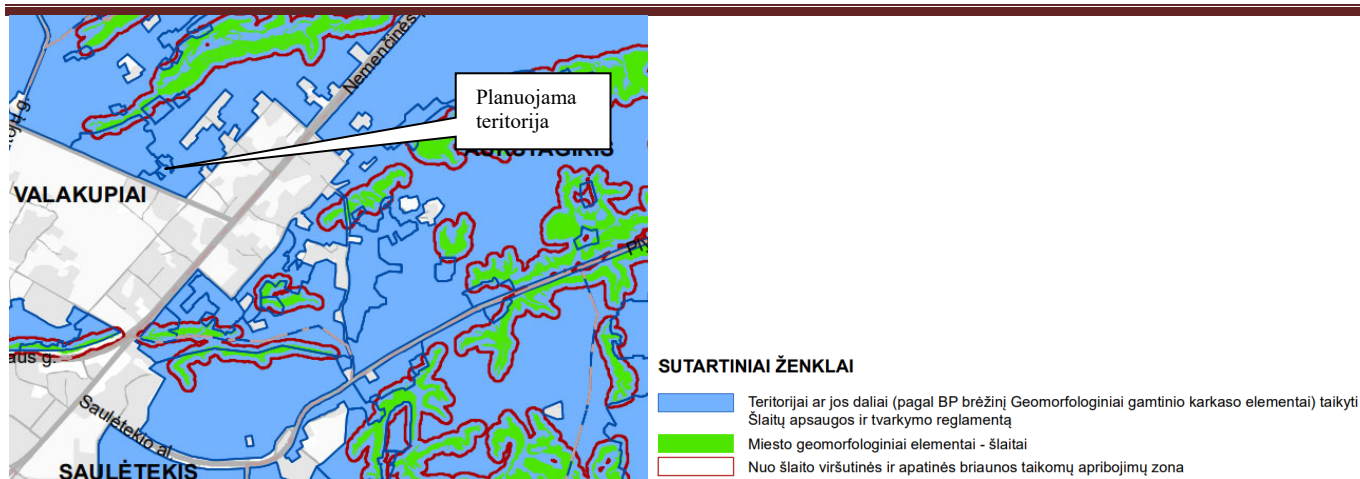 Nemenčinės
Planuojama
teritorija
VALAKUPIAI
aus g.
Saulėtekio al.
SAULĖTEKIS
SUTARTINIAI ŽENKLAI
Teritorijai ar jos daliai (pagal BP brėžinį Geomorfologiniai gamtinio karkaso elementai) taikyti
Šlaitų apsaugos ir tvarkymo reglamentą
Miesto geomorfologiniai elementai - šlaitai
Nuo šlaito viršutinės ir apatinės briaunos taikomų apribojimų zona